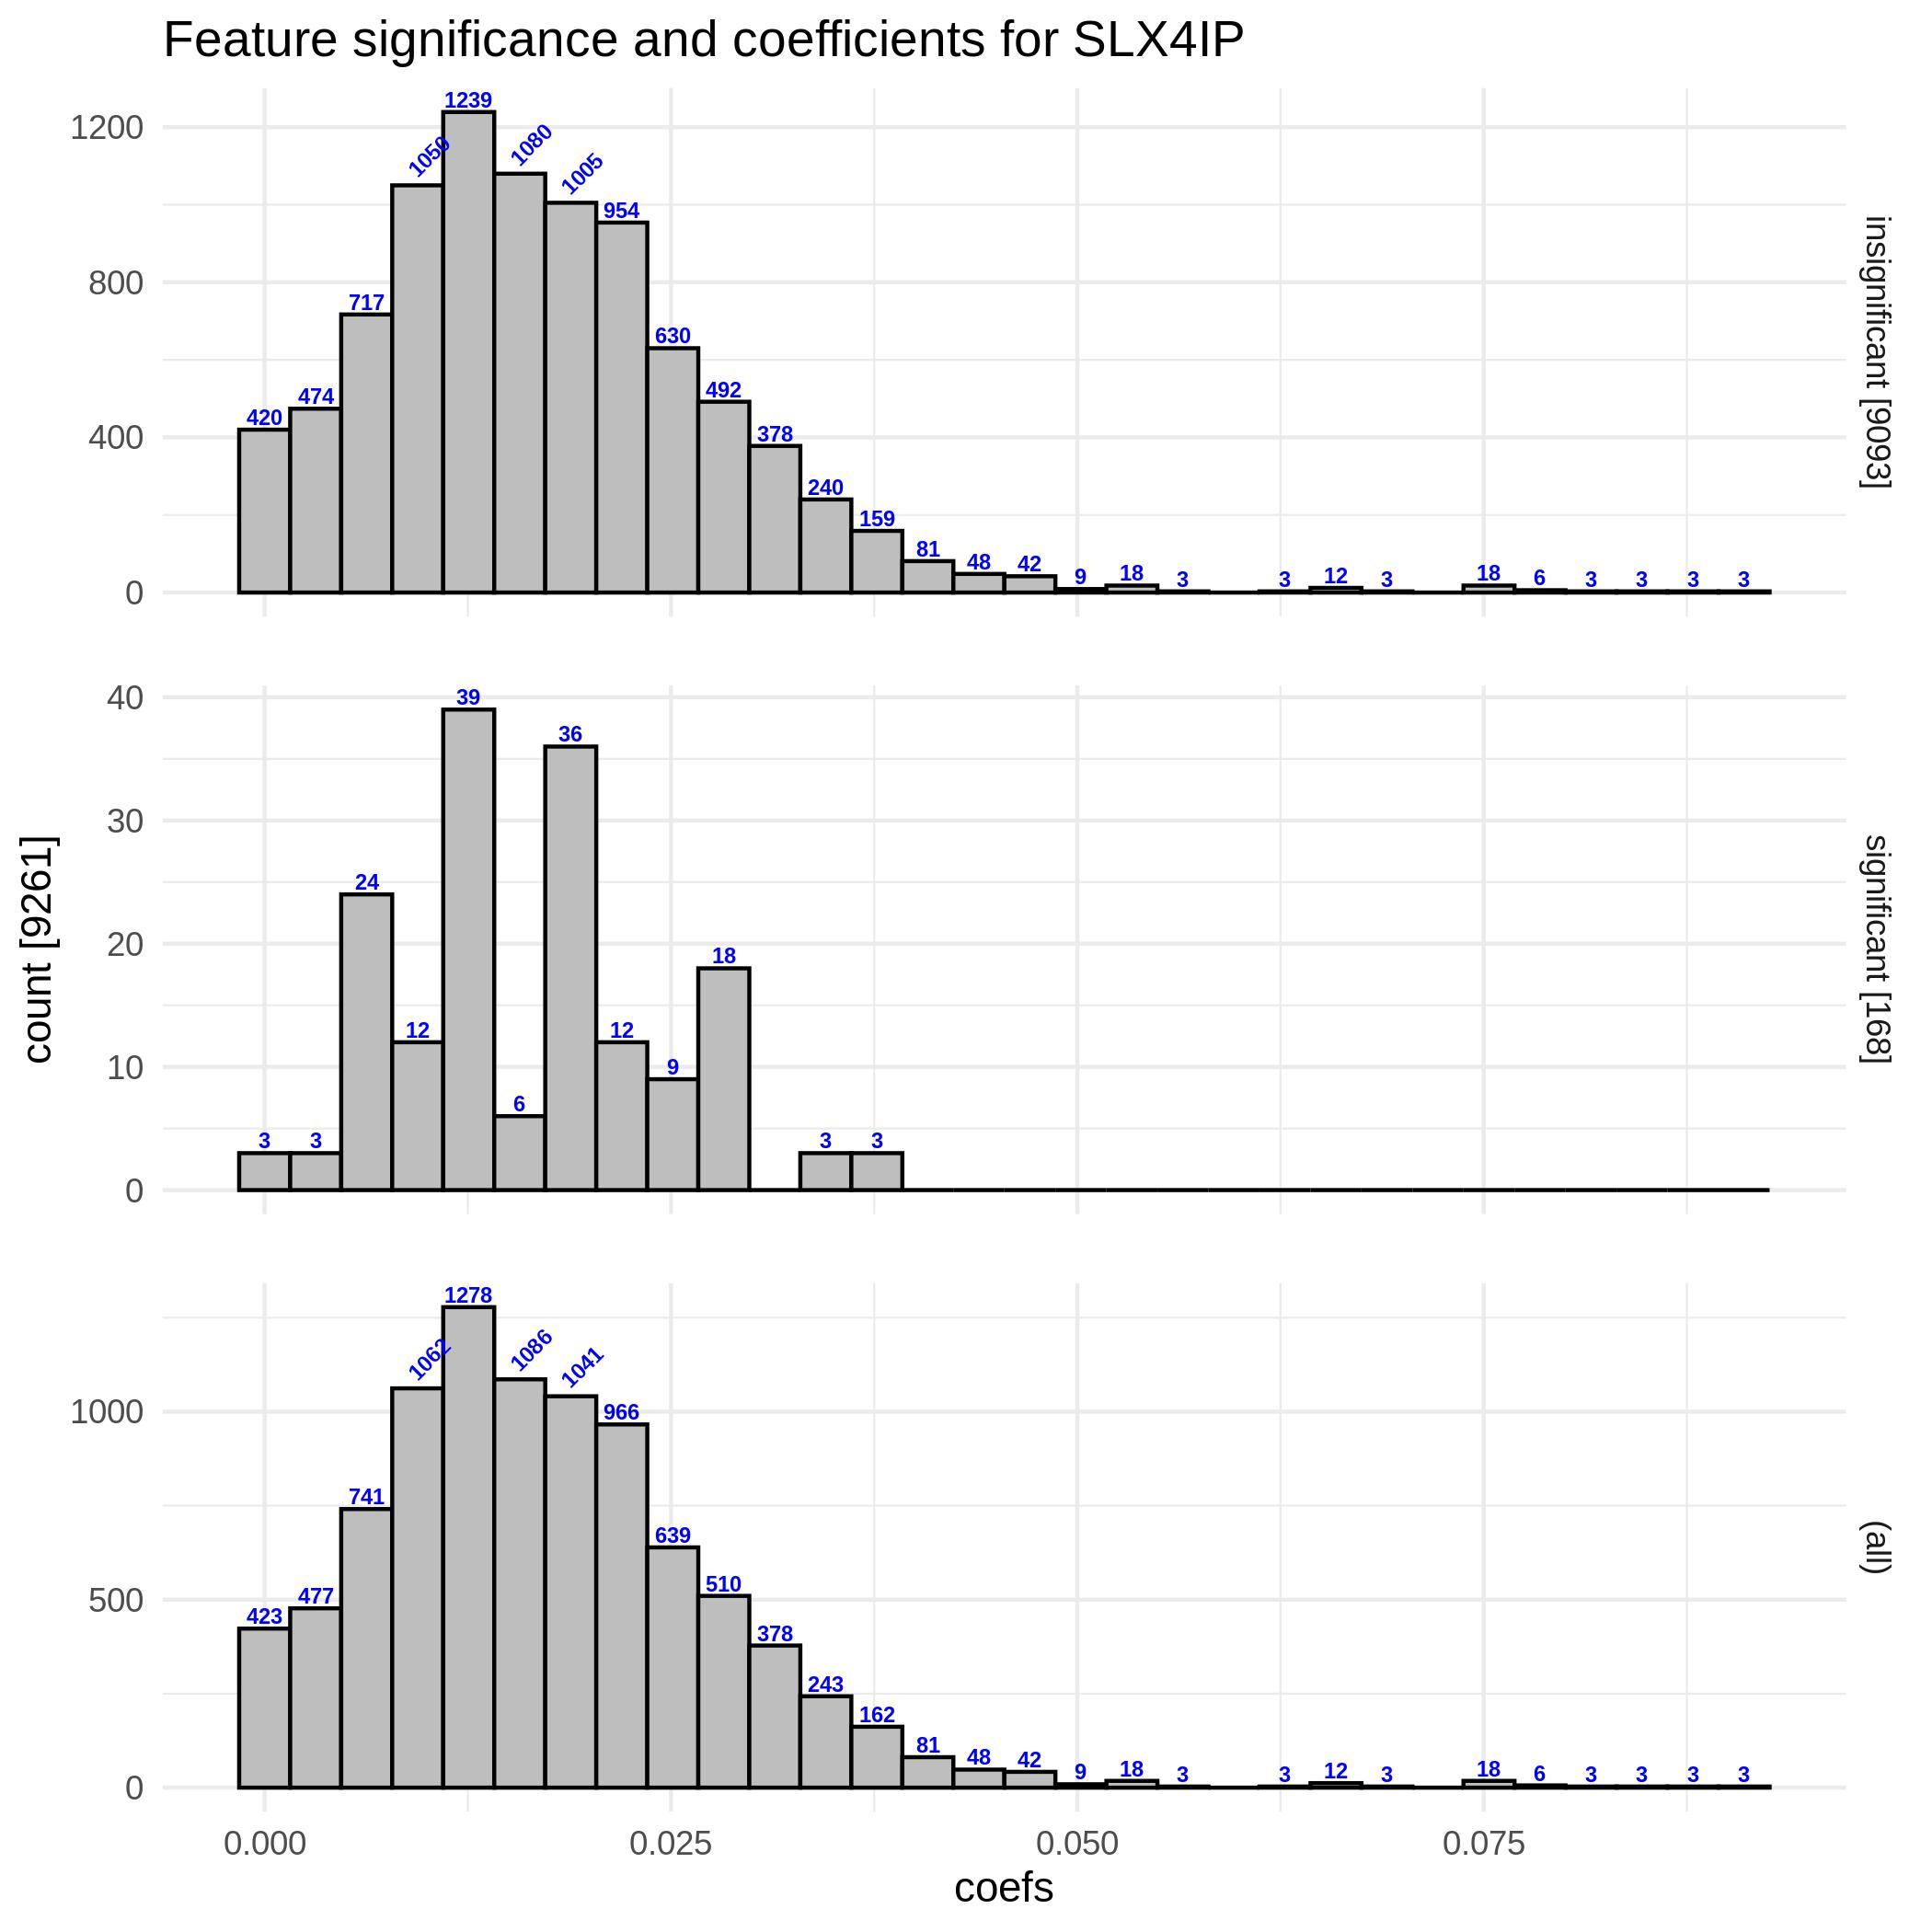 Feature significance and coefficients for SLX4IP
count [9261]
1200
800
400
0
420 474 717 1050 1239 1080 1005 954 630 492 378 240 159 81 48 42 9 18 3 3 12 3 18 6 3 3 3 3
insignificant [9093]
40
30
20
10
0
3 3 24 12 39 6 36 12 9 18 3 3
significant [168]
1000
500
0
423 477 741 1062 1278 1086 1041 966 639 510 378 243 162 81 48 42 9 18 3 3 12 3 18 6 3 3 3 3
(all)
0.000 0.025 0.050 0.075
coefs